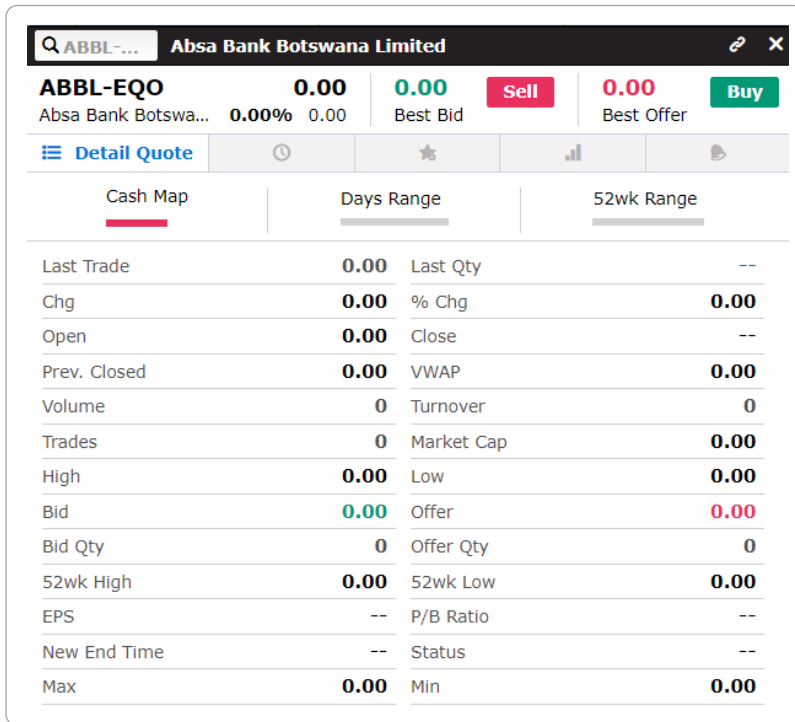 ABBL-... Absa Bank Botswana Limited
ABBL-EQO 0.00 0.00 Sell 0.00 Buy
Absa Bank Botswa... 0.00% 0.00 Best Bid Best Offer
Detail Quote
Cash Map Days Range 52wk Range
Last Trade 0.00 Last Qty --
Chg 0.00 % Chg 0.00
Open 0.00 Close --
Prev. Closed 0.00 VWAP 0.00
Volume 0 Turnover 0
Trades 0 Market Cap 0.00
High 0.00 Low 0.00
Bid 0.00 Offer 0.00
Bid Qty 0 Offer Qty 0
52wk High 0.00 52wk Low 0.00
EPS -- P/B Ratio --
New End Time -- Status --
Max 0.00 Min 0.00